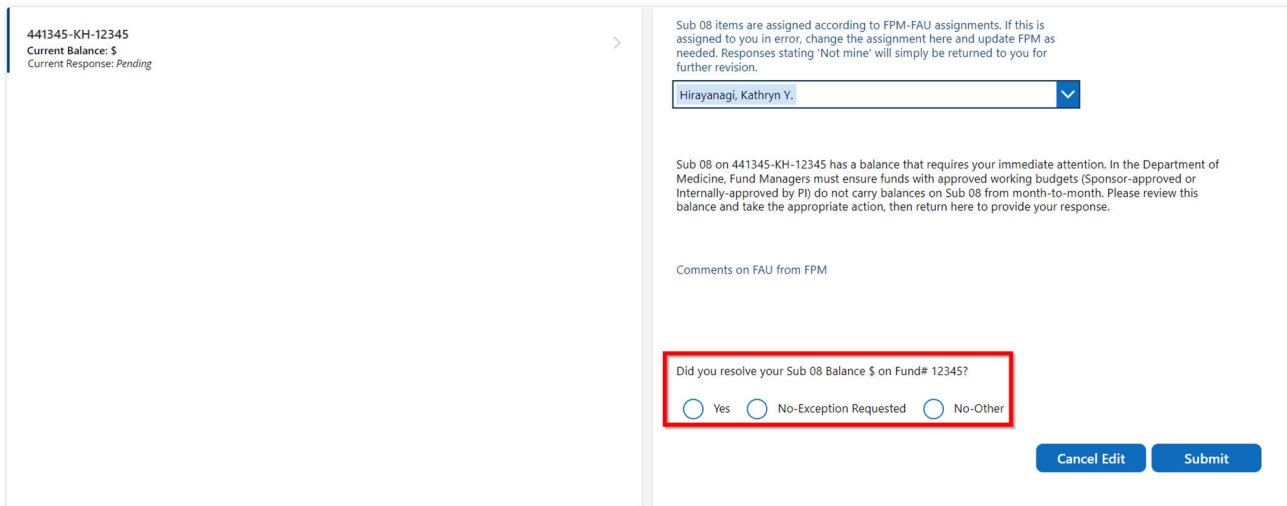 441345-KH-12345
Current Balance: $
Current Response: Pending
Sub 08 items are assigned according to FPM-FAU assignments. If this is
assigned to you in error, change the assignment here and update FPM as
needed. Responses stating 'Not mine' will simply be returned to you for
further revision.
Hirayanagi, Kathryn Y.
Sub 08 on 441345-KH-12345 has a balance that requires your immediate attention. In the Department of
Medicine, Fund Managers must ensure funds with approved working budgets (Sponsor-approved or
Internally-approved by PI) do not carry balances on Sub 08 from month-to-month. Please review this
balance and take the appropriate action, then return here to provide your response.
Comments on FAU from FPM
Did you resolve your Sub 08 Balance $ on Fund# 12345?
Yes No-Exception Requested No-Other
Cancel Edit Submit